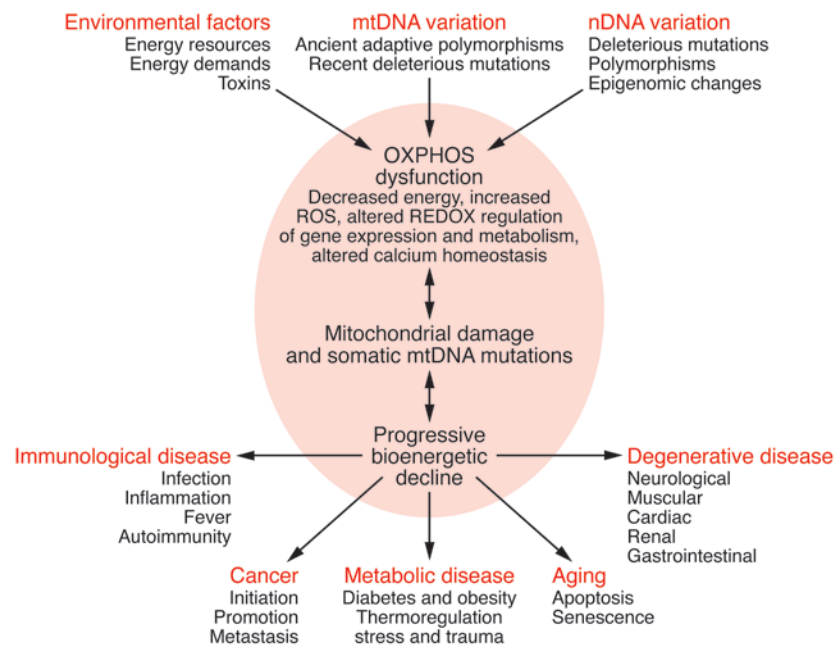 Environmental factors
Energy resources
Energy demands
Toxins
mtDNA variation
Ancient adaptive polymorphisms
Recent deleterious mutations
nDNA variation
Deleterious mutations
Polymorphisms
Epigenomic changes
OXPHOS
dysfunction
Decreased energy, increased
ROS, altered REDOX regulation
of gene expression and metabolism,
altered calcium homeostasis
Mitochondrial damage
and somatic mtDNA mutations
Progressive
bioenergetic
decline
Immunological disease
Infection
Inflammation
Fever
Autoimmunity
Degenerative disease
Neurological
Muscular
Cardiac
Renal
Gastrointestinal
Cancer
Initiation
Promotion
Metastasis
Metabolic disease
Diabetes and obesity
Thermoregulation
stress and trauma
Aging
Apoptosis
Senescence